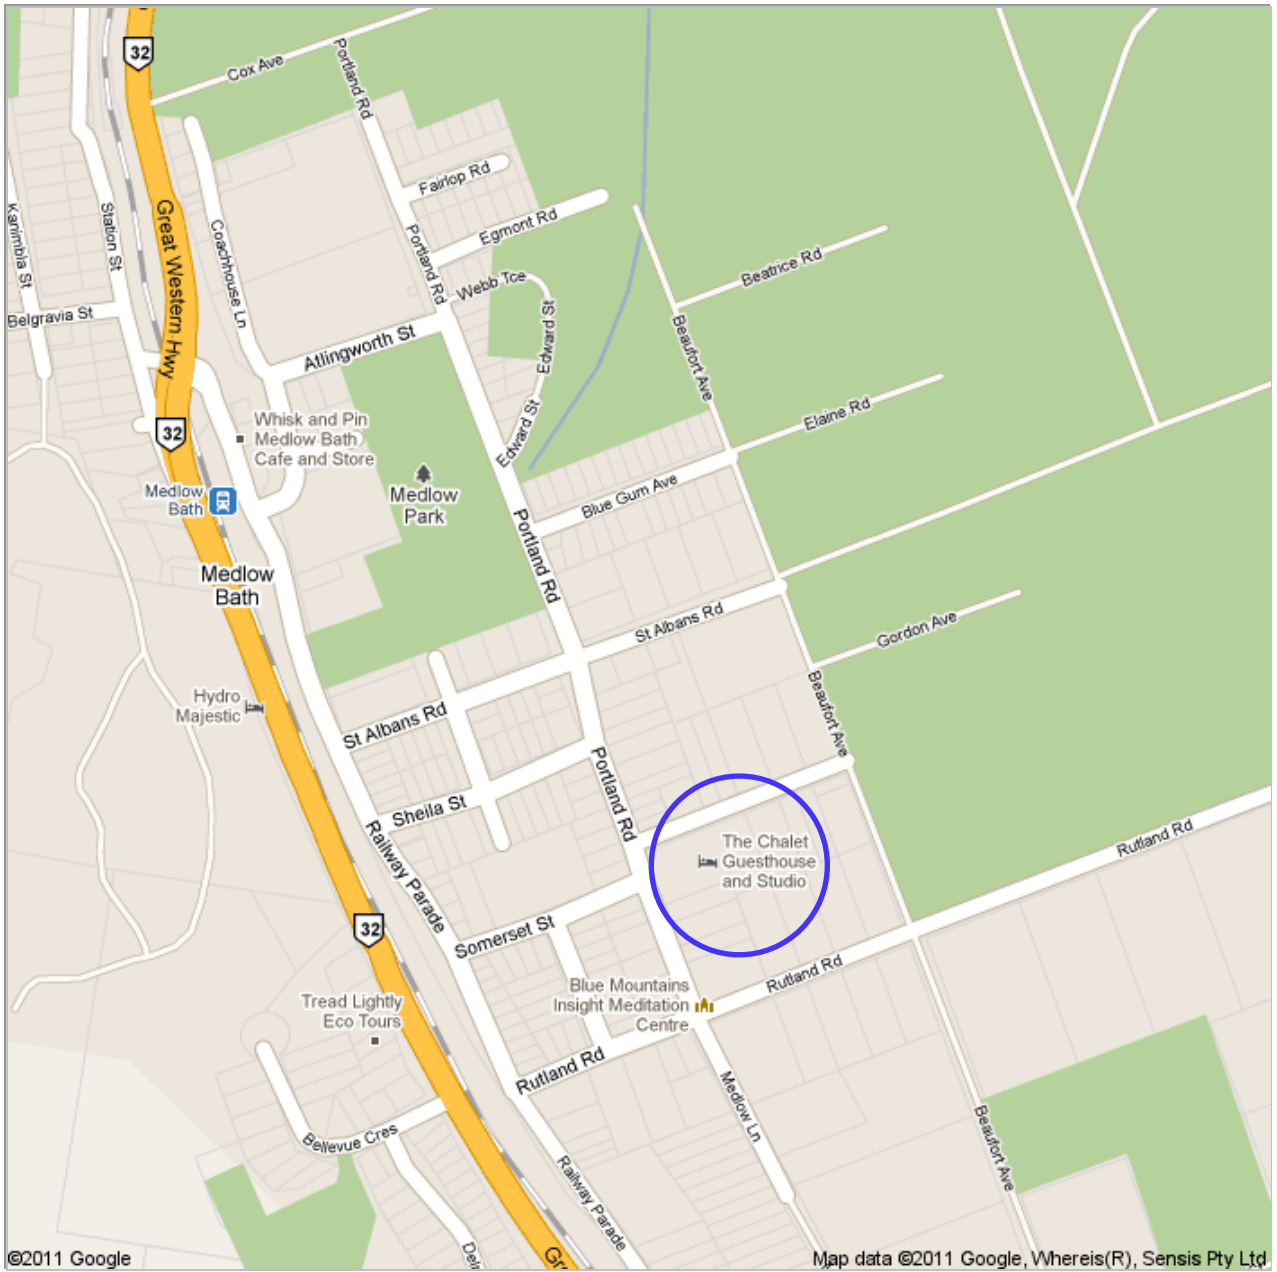 32
Cox Ave
Portland Rd
Fairlop Rd
Egmont Rd
Kanimbla St
Station St
Great Western Hwy
Coachhouse Ln
Portland Rd
Webb Tce
Beatrice Rd
Belgravia St
Atlingworth St
Edward St
Beaufort Ave
Elaine Rd
Edward St
32
Whisk and Pin
Medlow Bath
Cafe and Store
Medlow
Bath
Medlow
Park
Blue Gum Ave
Portland Rd
Medlow
Bath
St Albans Rd
Gordon Ave
Hydro
Majestic
St Albans Rd
Beaufort Ave
Portland Rd
Sheila St
Railway Parade
The Chalet
Guesthouse
and Studio
Rutland Rd
32
Somerset St
Rutland Rd
Blue Mountains
Insight Meditation
Centre
Tread Lightly
Eco Tours
Rutland Rd
Medlow Ln
Bellevue Cres
Beaufort Ave
Railway Parade
©2011 Google
Map data ©2011 Google, Whereis(R), Sensis Pty Ltd